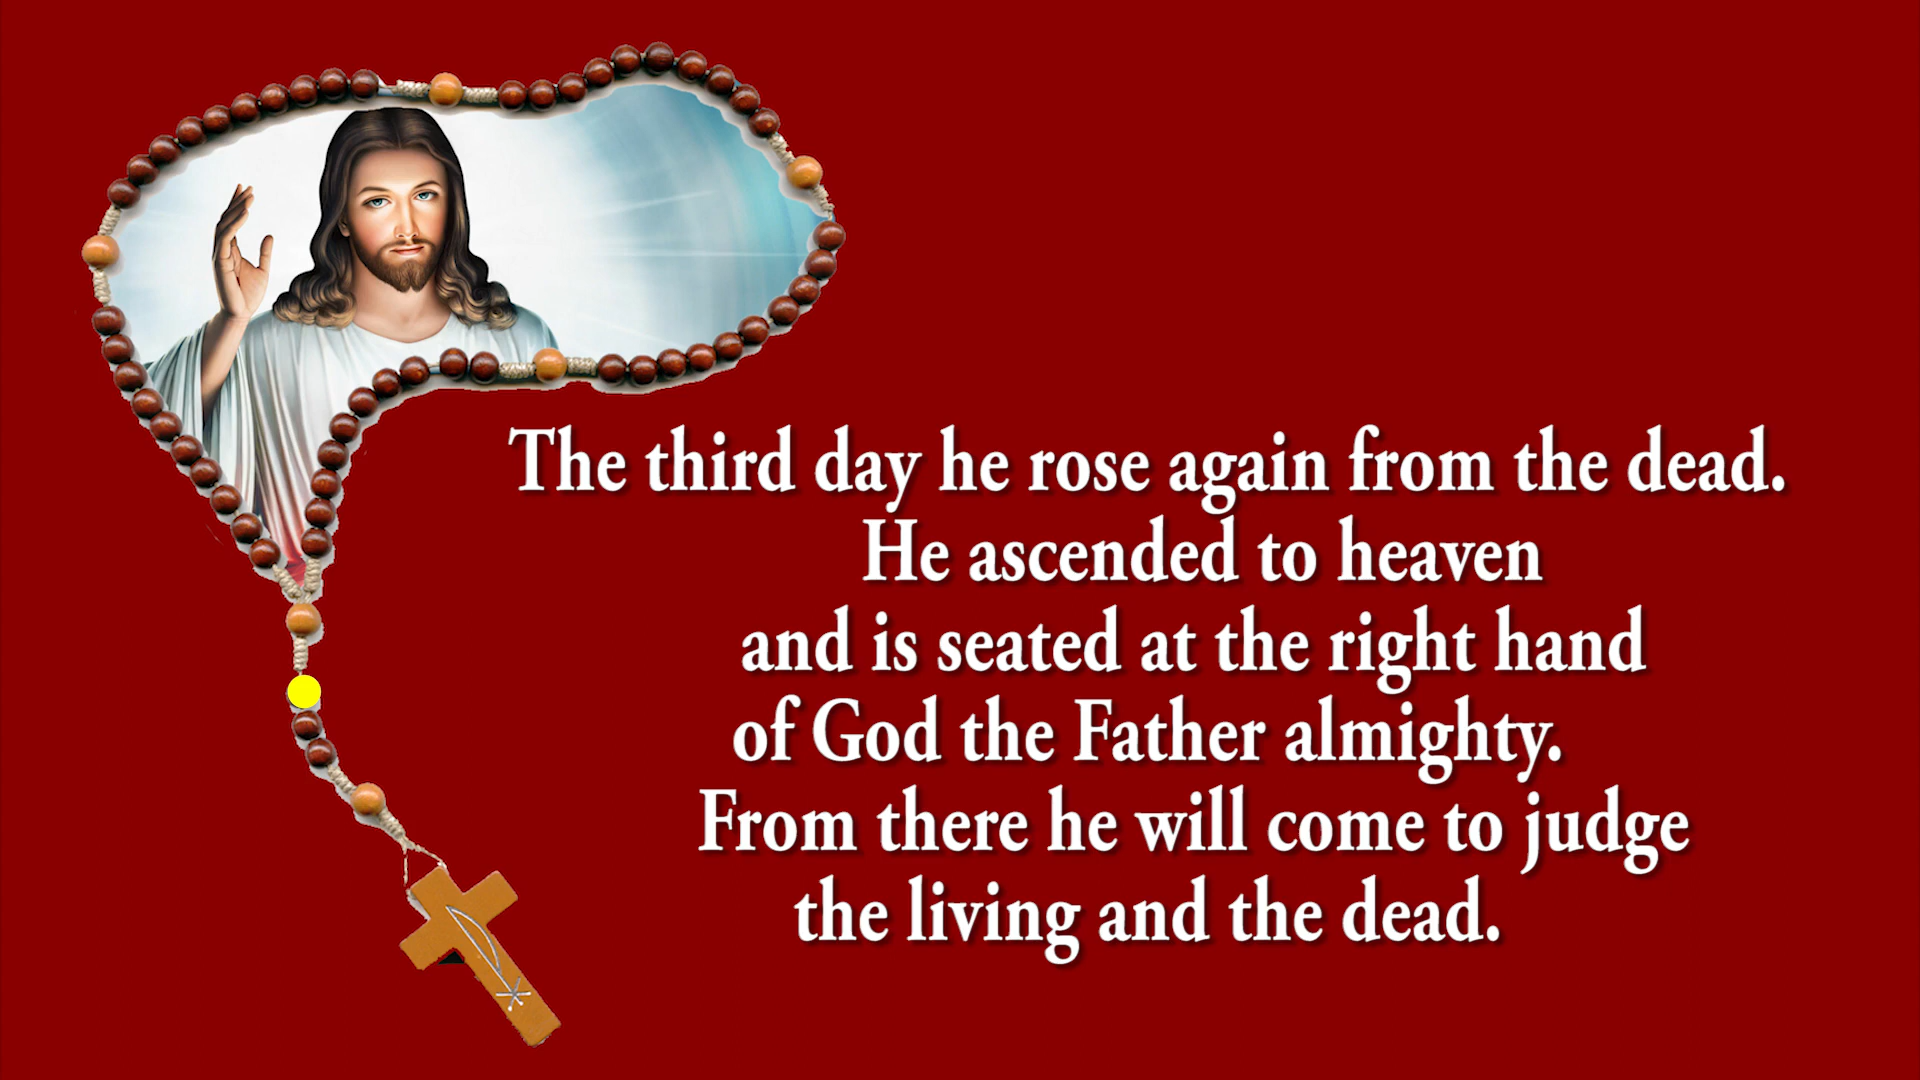 The third day he rose again from the dead.
He ascended to heaven
and is seated at the right hand
of God the Father almighty.
From there he will come to judge
the living and the dead.